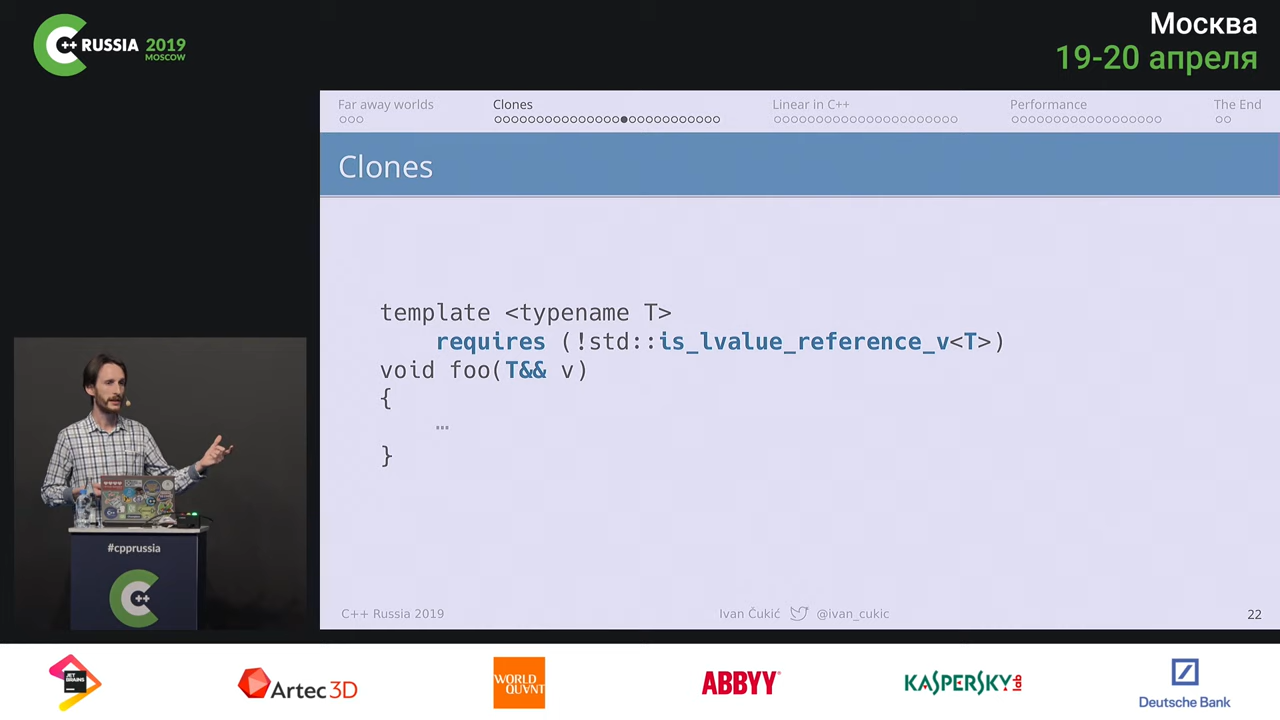 C++ RUSSIA 2019
MOSCOW
Москва
19-20 апреля
Far away worlds
Clones
Linear in C++
Performance
The End
Clones
template <typename T>
requires (!std::is_lvalue_reference_v<T>)
void foo(T&& v)
{
…
}
#cpprussia
C++
C++ Russia 2019
Ivan Čukić
@ivan_cukic
22
JET
BRAINS
Artec 3D
WORLD
QUANT
ABBYY
KASPERSKY lab
Deutsche Bank